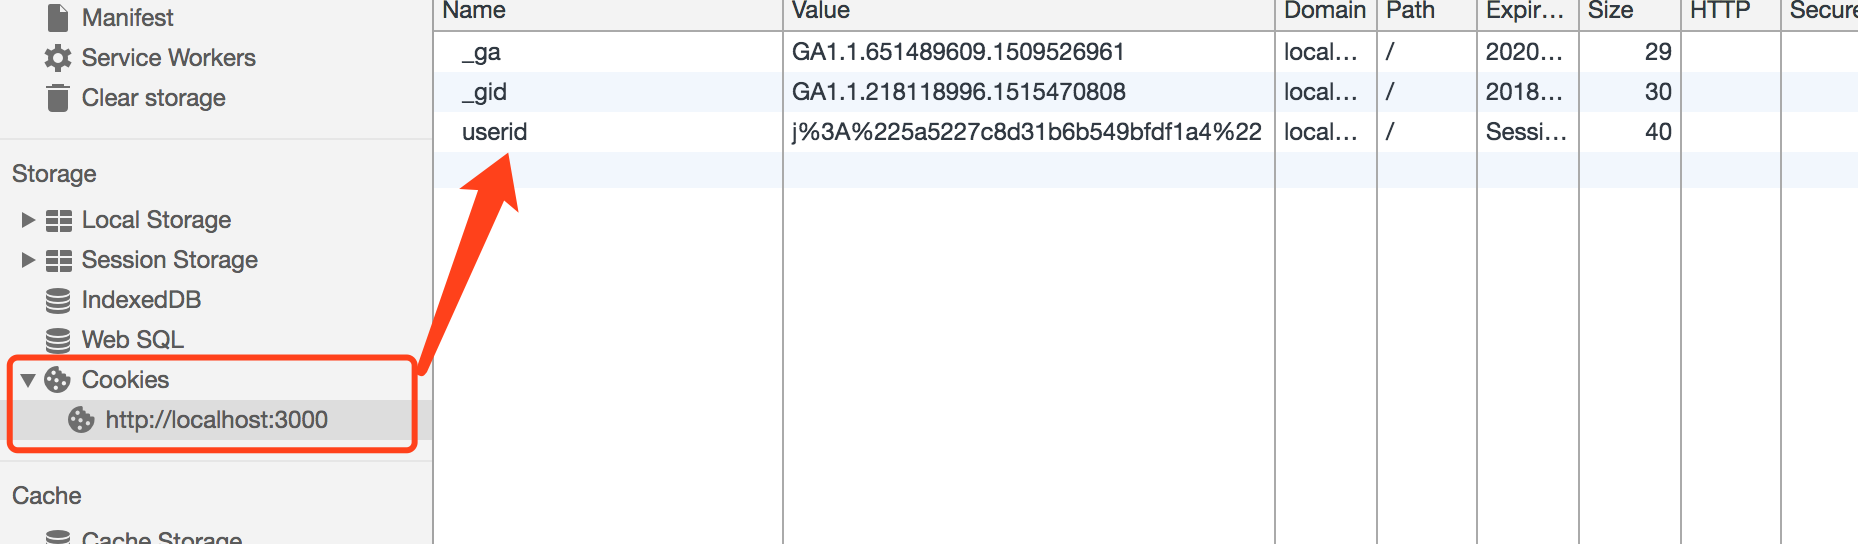 Manifest
Service Workers
Clear storage
Storage
Local Storage
Session Storage
IndexedDB
Web SQL
Cookies
http://localhost:3000
Cache
Cache Storage
Name Value Domain Path Expir... Size HTTP Secure
_ga GA1.1.651489609.1509526961 local... / 2020... 29
_gid GA1.1.218118996.1515470808 local... / 2018... 30
userid j%3A%225a5227c8d31b6b549bfdf1a4%22 local... / Sessi... 40